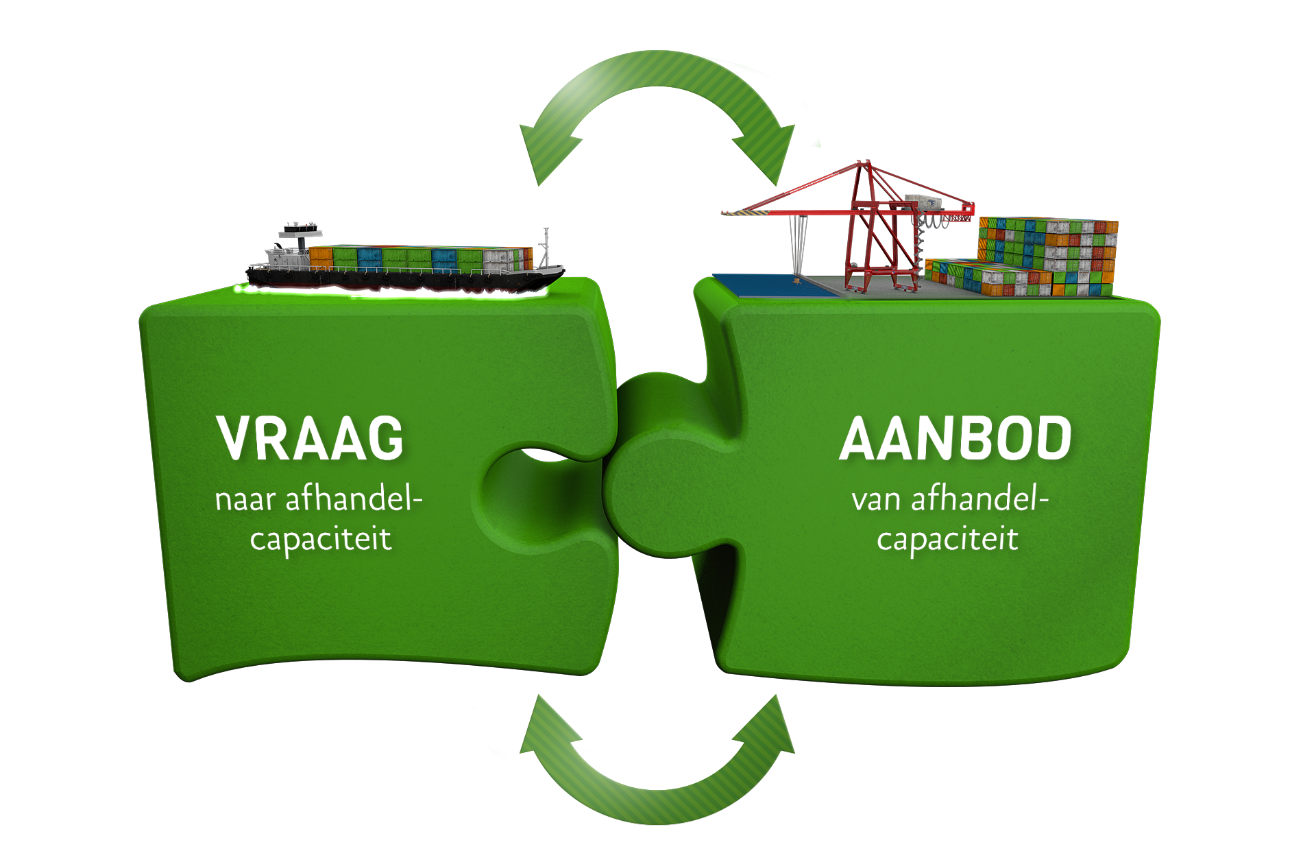 VRAAG
naar afhandel-
capaciteit
AANBOD
van afhandel-
capaciteit